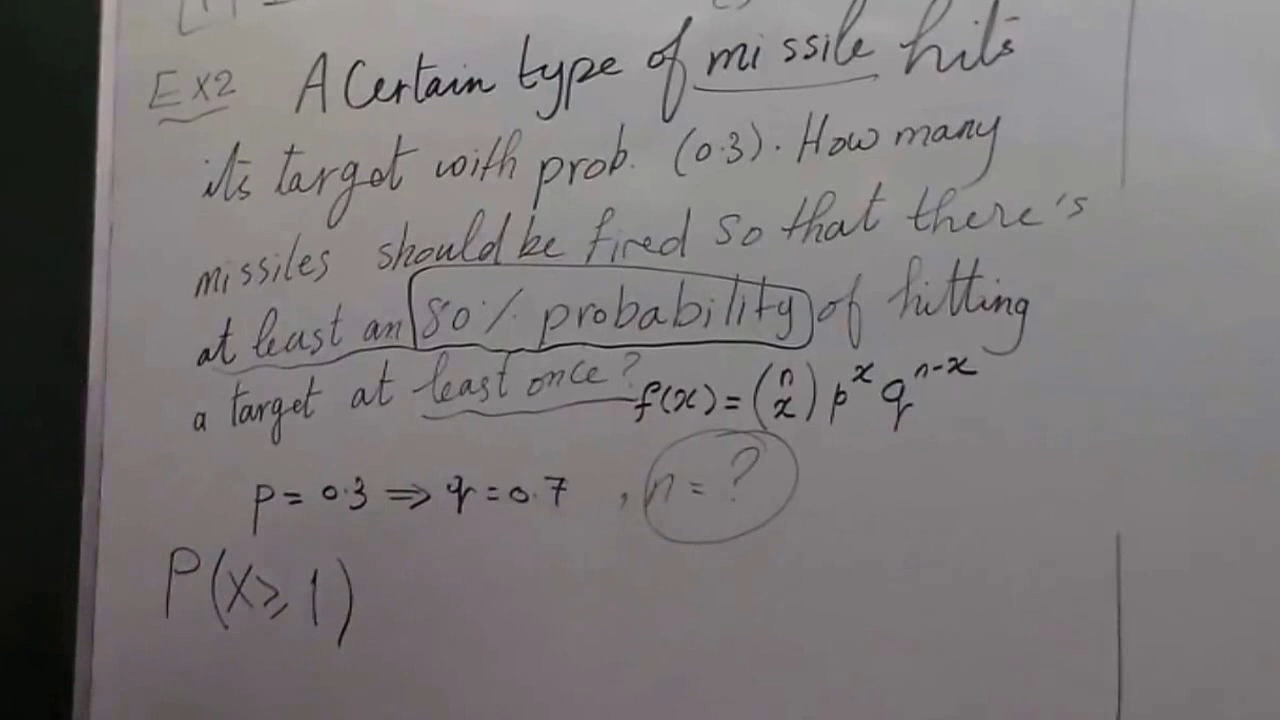 Ex2 A Certain type of missile hits
its target with prob. (0.3). How many
missiles should be fired so that there's
at least an 80% probability of hitting
a target at least once? f(x) = (n x) p^x q^n-x
p = 0.3 ⇒ q = 0.7 , n = ?
P(X ≥ 1)